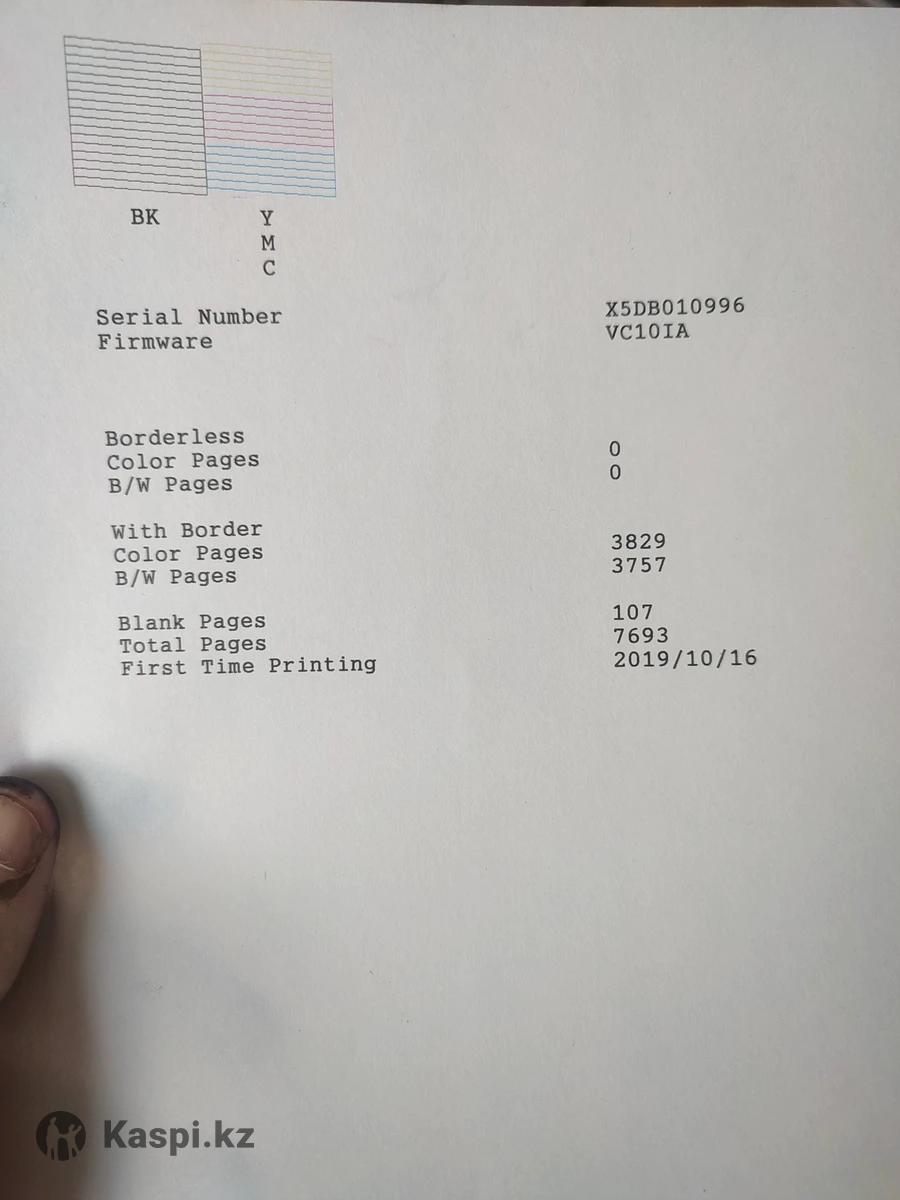 BK Y
M
C
Serial Number X5DB010996
Firmware VC10IA
Borderless
Color Pages 0
B/W Pages 0
With Border
Color Pages 3829
B/W Pages 3757
Blank Pages 107
Total Pages 7693
First Time Printing 2019/10/16
Kaspi.kz